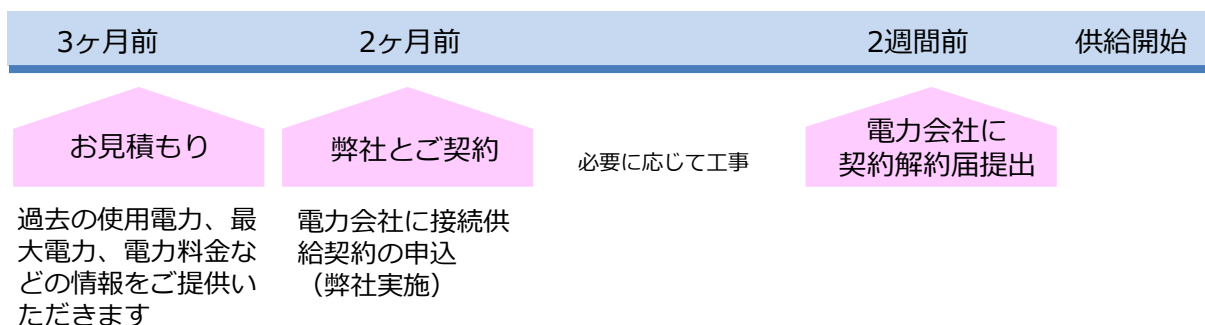 3ヶ月前
2ヶ月前
2週間前
供給開始
お見積もり
弊社とご契約
必要に応じて工事
電力会社に
契約解約届提出
過去の使用電力、最
大電力、電力料金な
どの情報をご提供い
ただきます
電力会社に接続供
給契約の申込
（弊社実施）